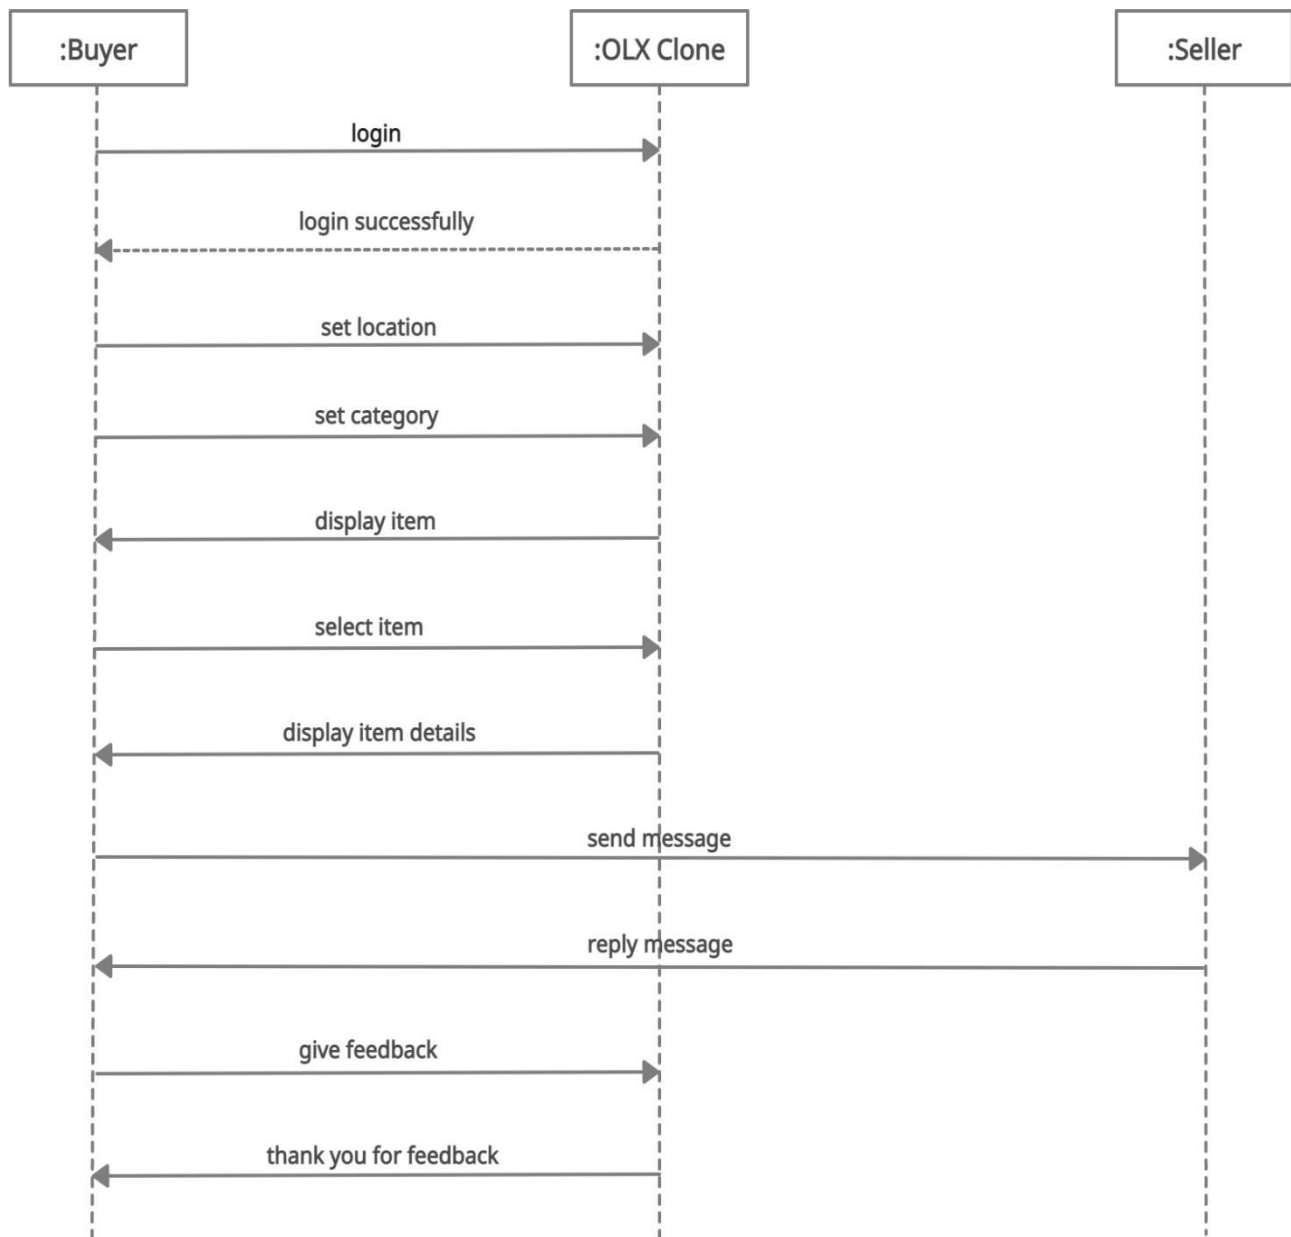 :Buyer
:OLX Clone
:Seller
login
login successfully
set location
set category
display item
select item
display item details
send message
reply message
give feedback
thank you for feedback